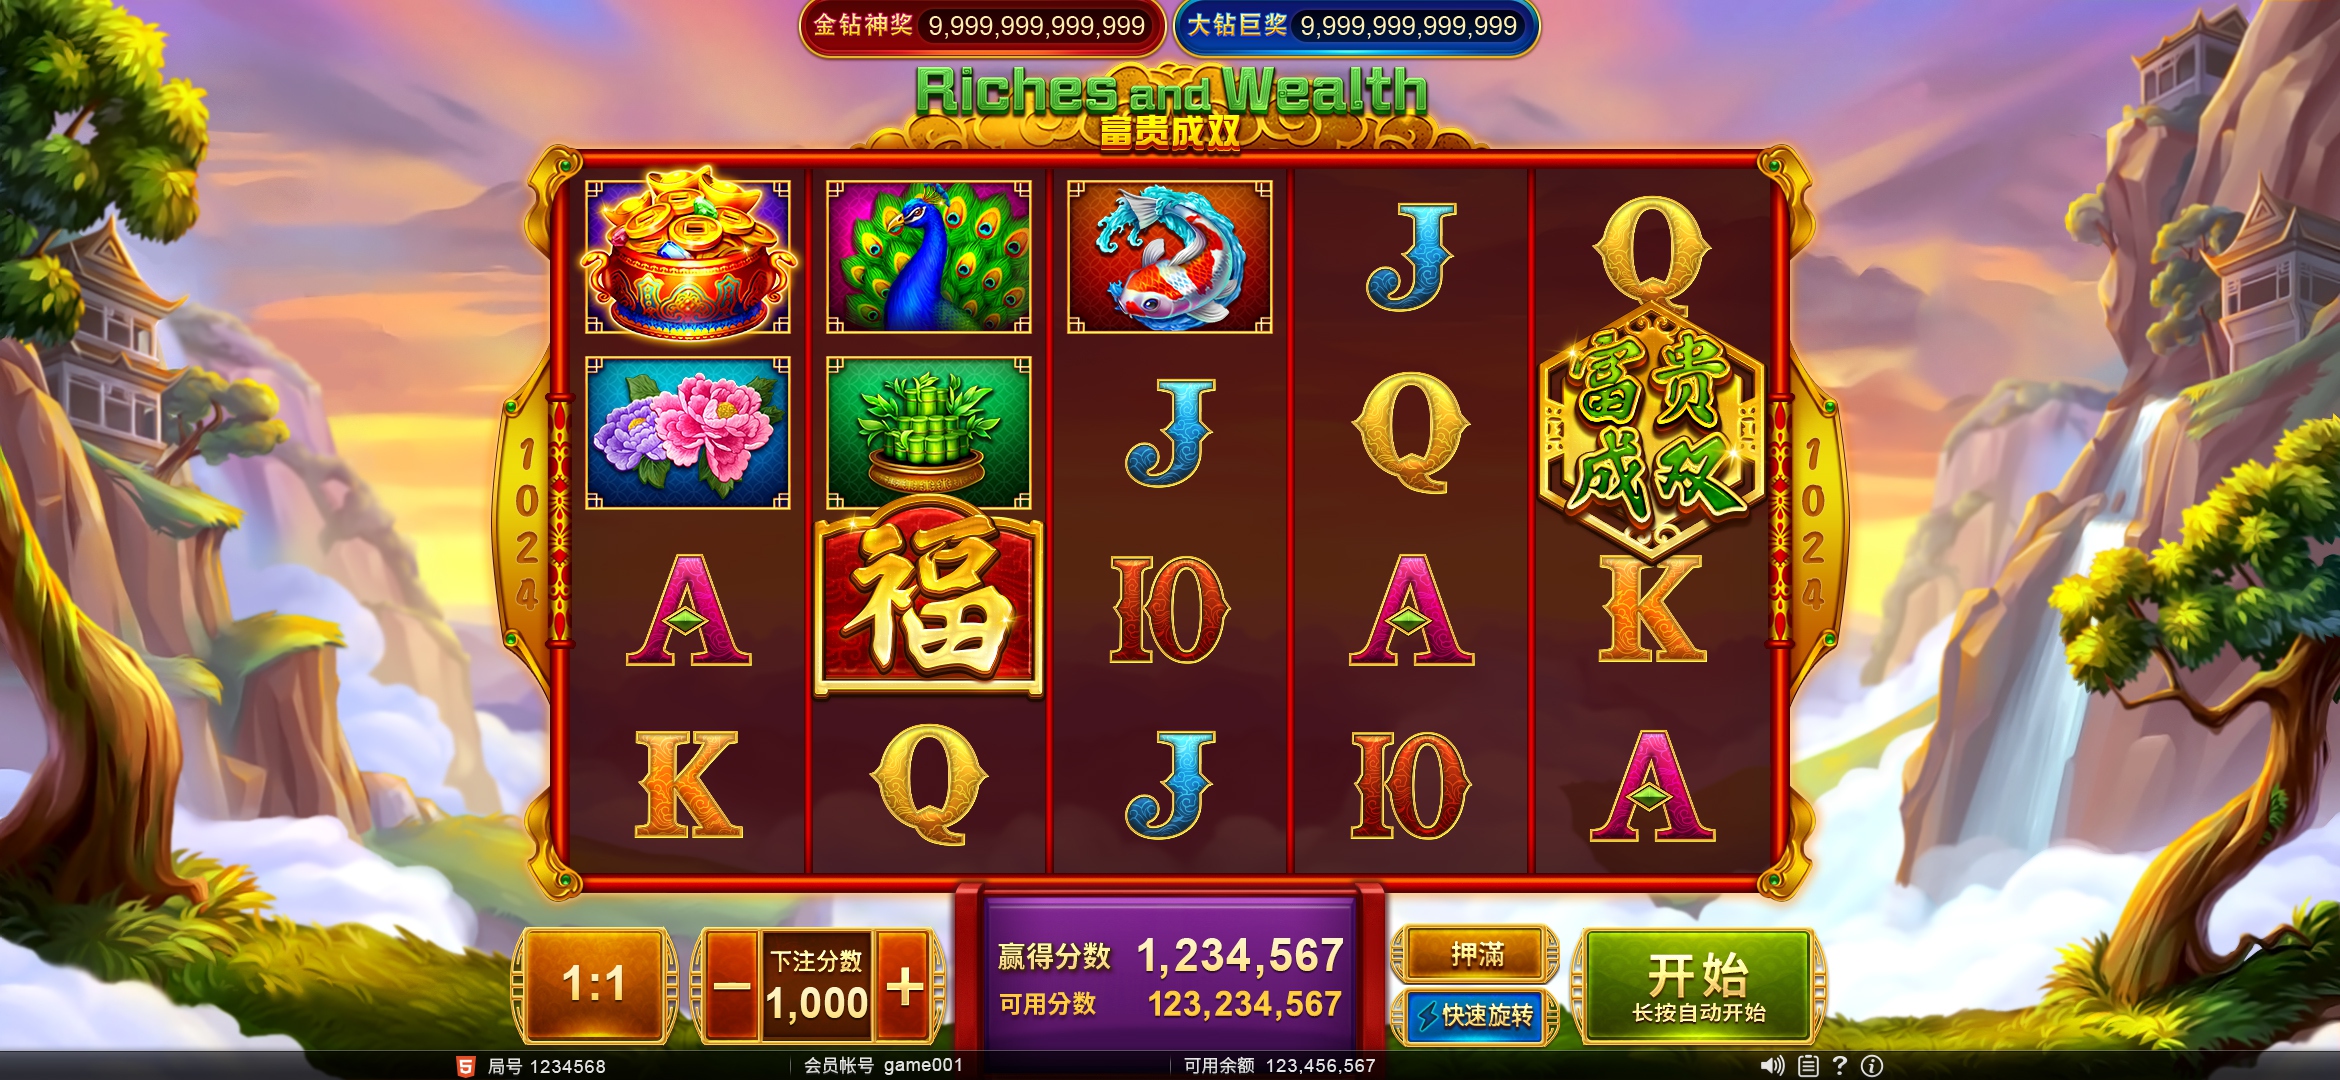 金钻神奖 9,999,999,999,999 大钻巨奖 9,999,999,999,999
Riches and Wealth
富贵成双
J Q
富贵
成双
J Q
1024
1024
福
A 10 A K
K Q J 10 A
1:1
－ 下注分数 ＋
1,000
赢得分数 1,234,567
可用分数 123,234,567
押滿
快速旋转
开始
长按自动开始
5 局号 1234568 会员帐号 game001 可用余额 123,456,567 ?